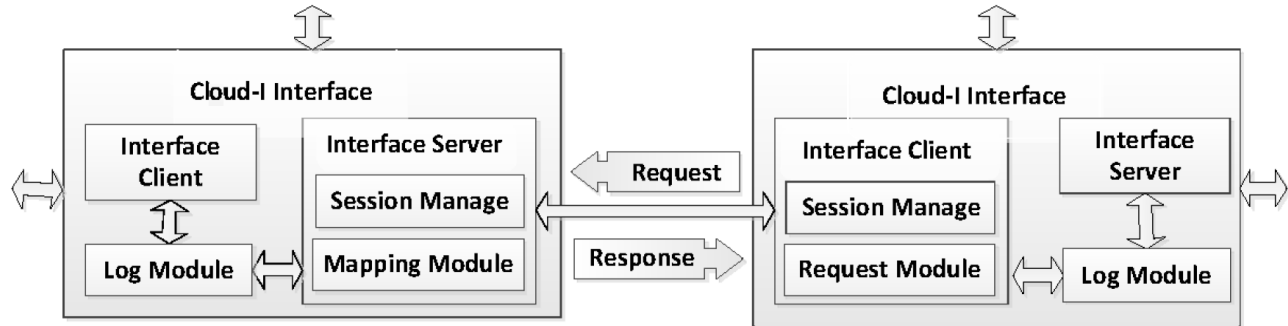 Cloud-I Interface
Interface
Client
Interface Server
Session Manage
Log Module
Mapping Module
Request
Response
Cloud-I Interface
Interface Client
Session Manage
Request Module
Interface
Server
Log Module